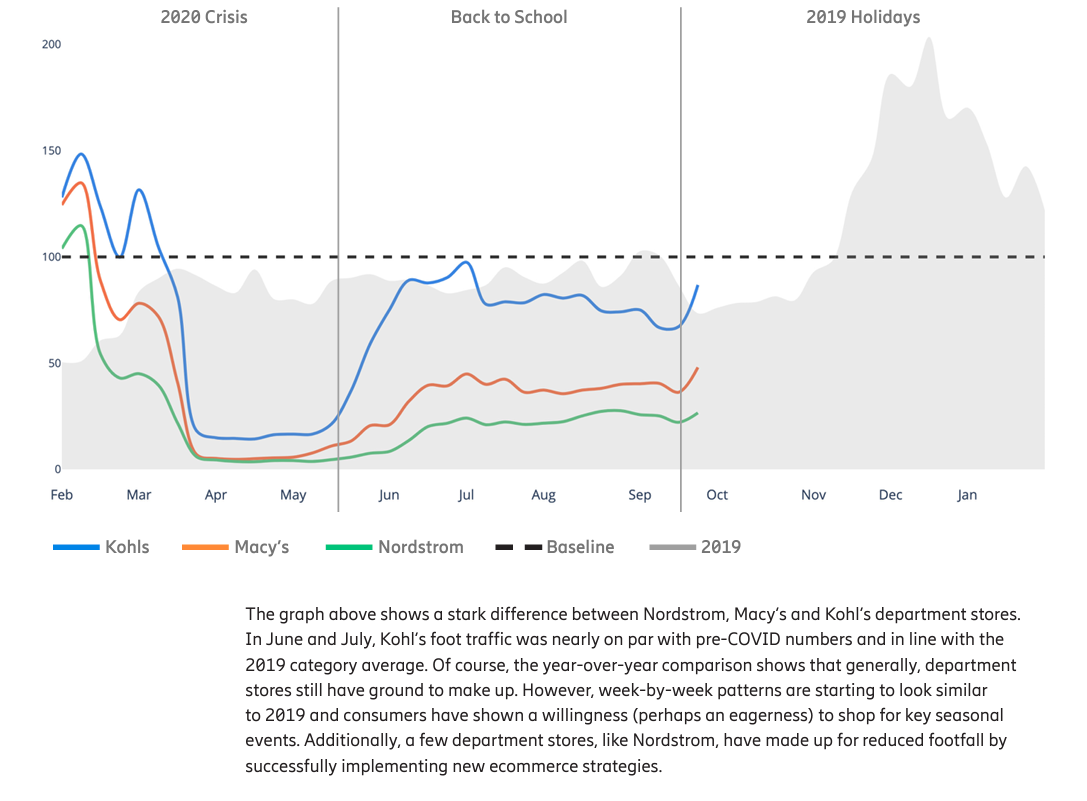 2020 Crisis
Back to School
2019 Holidays
200
150
100
50
0
Feb
Mar
Apr
May
Jun
Jul
Aug
Sep
Oct
Nov
Dec
Jan
Kohls
Macy's
Nordstrom
Baseline
2019
The graph above shows a stark difference between Nordstrom, Macy's and Kohl's department stores.
In June and July, Kohl's foot traffic was nearly on par with pre-COVID numbers and in line with the
2019 category average. Of course, the year-over-year comparison shows that generally, department
stores still have ground to make up. However, week-by-week patterns are starting to look similar
to 2019 and consumers have shown a willingness (perhaps an eagerness) to shop for key seasonal
events. Additionally, a few department stores, like Nordstrom, have made up for reduced footfall by
successfully implementing new ecommerce strategies.